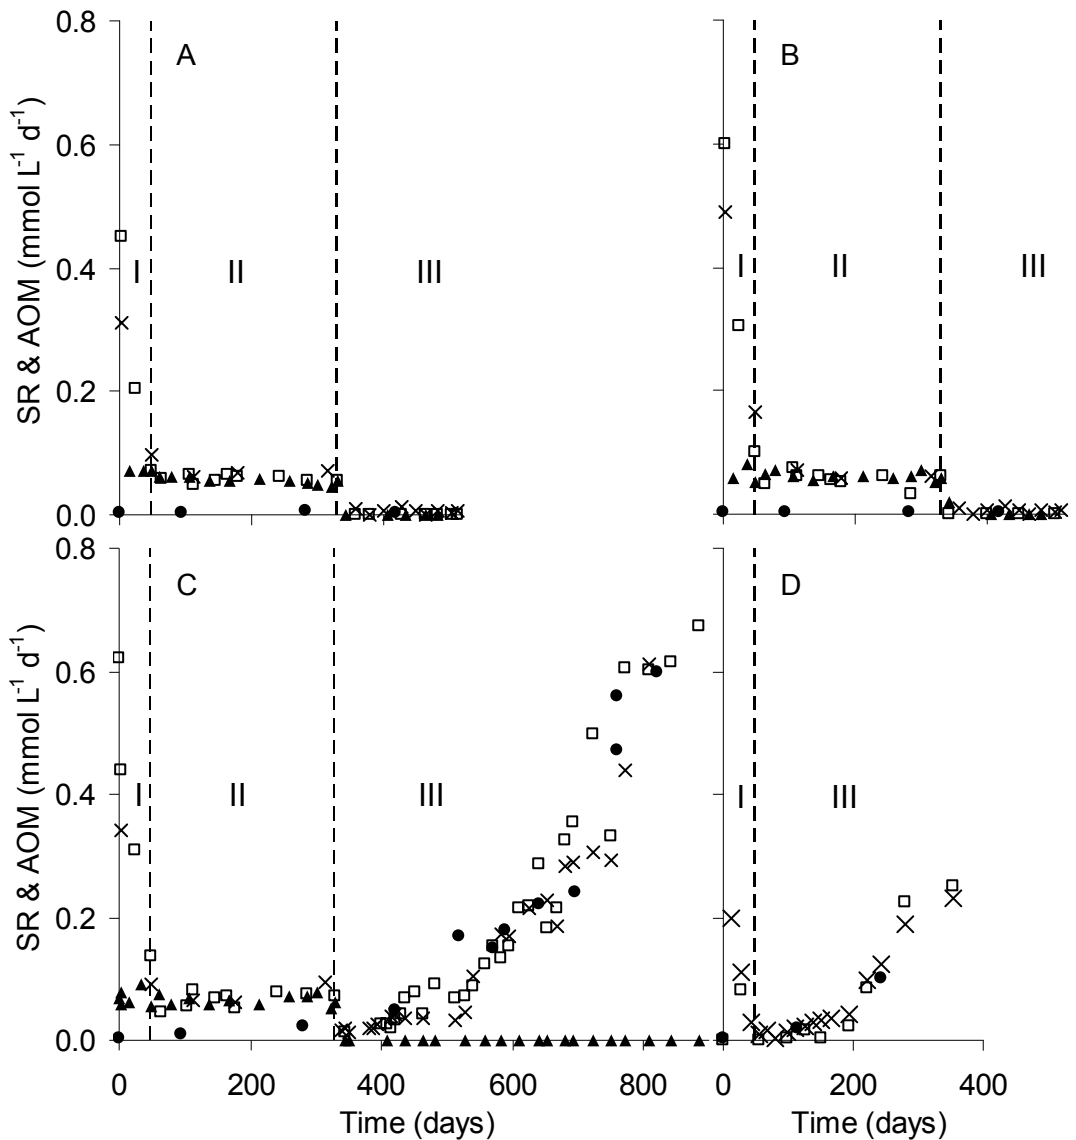 A
B
SR & AOM (mmol L-1 d-1)
0.8
0.6
0.4
0.2
0.0
I
II
III
I
II
III
C
D
SR & AOM (mmol L-1 d-1)
0.8
0.6
0.4
0.2
0.0
I
II
III
I
III
0
200
400
600
800
0
200
400
Time (days)
Time (days)